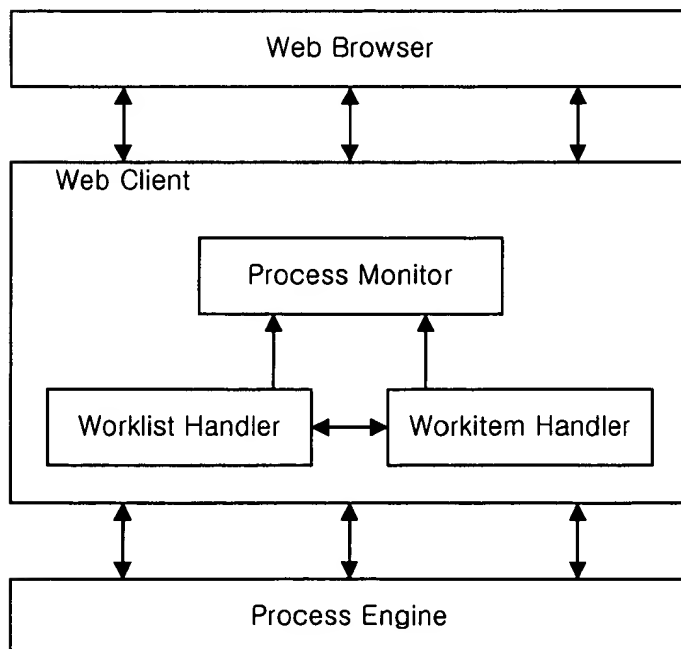 Web Browser
Web Client
Process Monitor
Worklist Handler
Workitem Handler
Process Engine